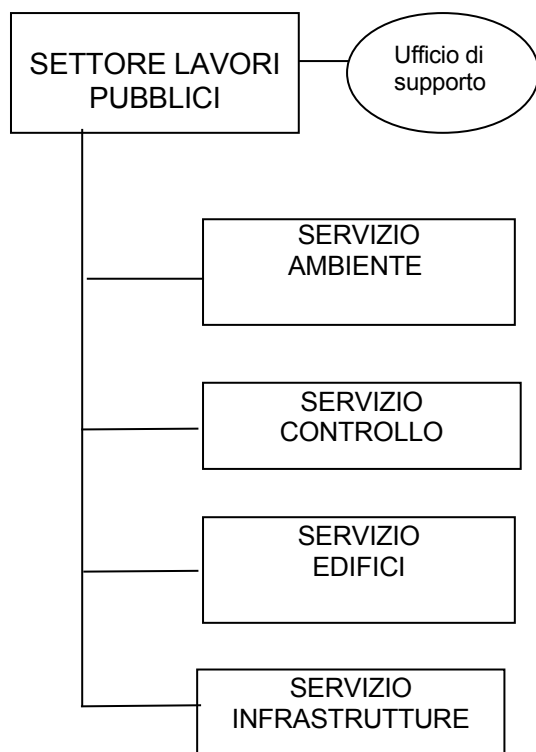 SETTORE LAVORI
PUBBLICI
Ufficio di
supporto
SERVIZIO
AMBIENTE
SERVIZIO
CONTROLLO
SERVIZIO
EDIFICI
SERVIZIO
INFRASTRUTTURE